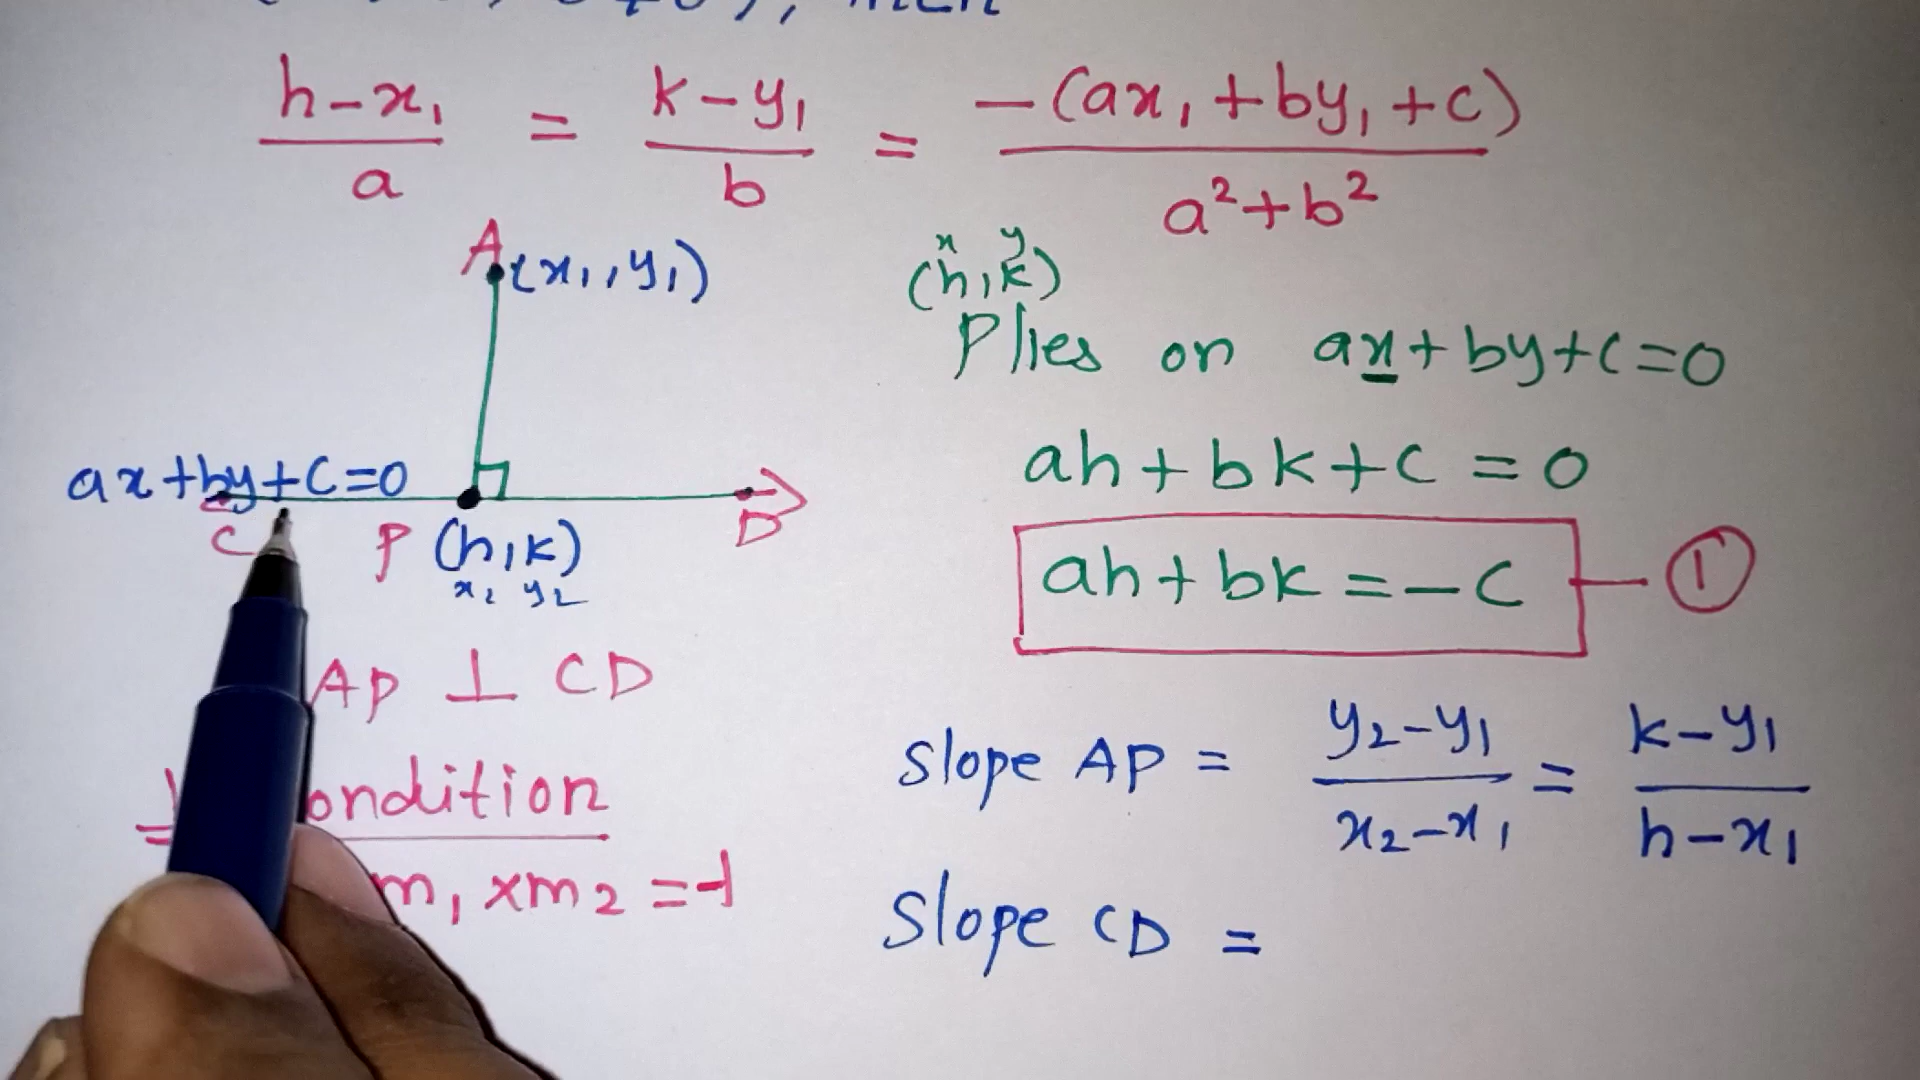 then
h-x₁/a = k-y₁/b = -(ax₁+by₁+c)/a²+b²
A(x₁,y₁)
ax+by+c=0
C P (h,k) D
x₂ y₂
AP ⊥ CD
ondition
m₁ x m₂ = -1
x y
(h,k)
P lies on ax+by+c=0
ah+bk+c=0
ah+bk=-c — ①
Slope AP = y₂-y₁/x₂-x₁ = k-y₁/h-x₁
Slope CD =